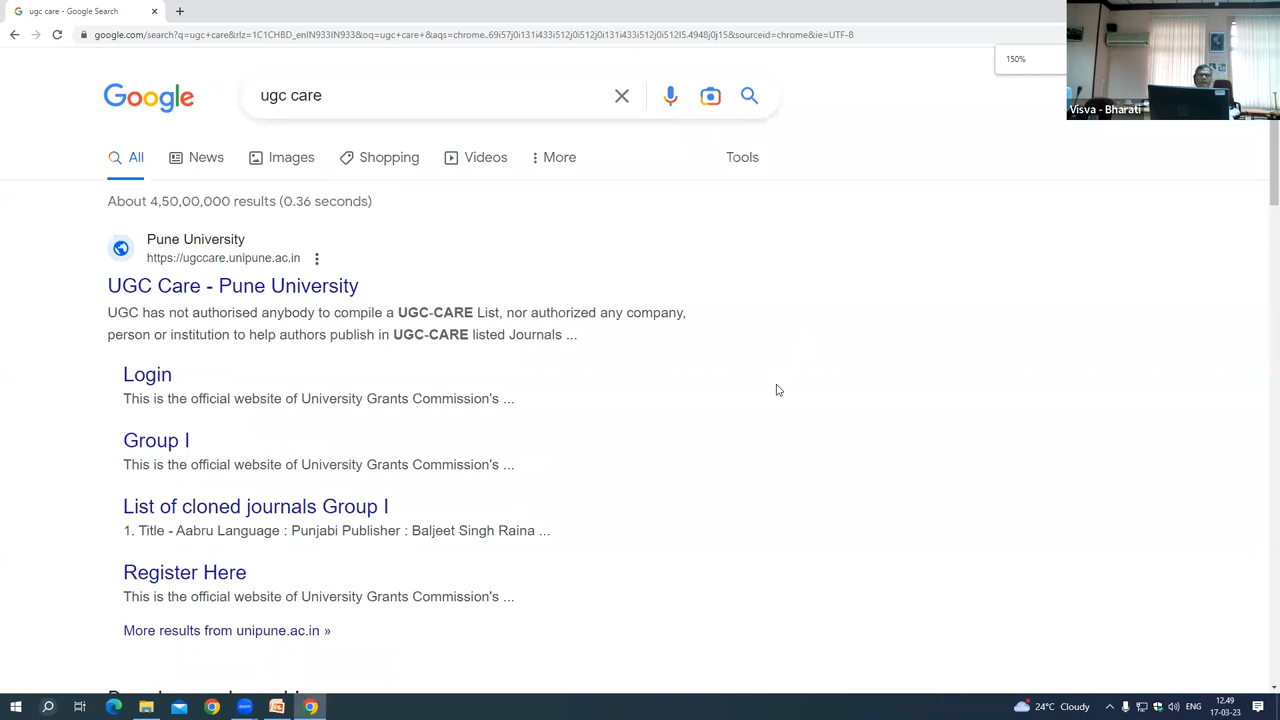 ugc care - Google Search
google.com/search?q=ugc+care&rlz=1C1CHBD_enIN933IN933&oq=ugc+care+&aqs=chrome..69i57j0i131i433i512j0i512j0i131i433i512j0i512l5.4948j0j15&sourceid=chrome&ie=UTF-8
150%
Visva - Bharati
Google
ugc care
All
News
Images
Shopping
Videos
More
Tools
About 4,50,00,000 results (0.36 seconds)
Pune University
https://ugccare.unipune.ac.in
UGC Care - Pune University
UGC has not authorised anybody to compile a UGC-CARE List, nor authorized any company,
person or institution to help authors publish in UGC-CARE listed Journals ...
Login
This is the official website of University Grants Commission's ...
Group I
This is the official website of University Grants Commission's ...
List of cloned journals Group I
1. Title - Aabru Language : Punjabi Publisher : Baljeet Singh Raina ...
Register Here
This is the official website of University Grants Commission's ...
More results from unipune.ac.in »
24°C Cloudy
ENG
12.49
17-03-23